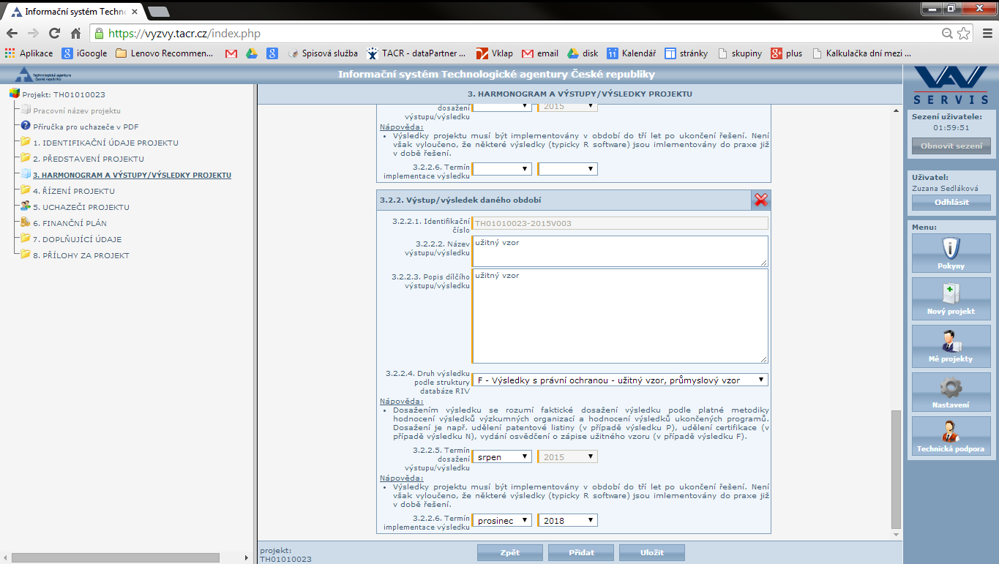 Informační systém Techno
https://vyzvy.tacr.cz/index.php
Aplikace
iGoogle
Lenovo Recommen...
Spisová služba
TACR - dataPartner ...
Vklap
email
disk
11
Kalendář
stránky
skupiny
plus
Kalkulačka dní mezi ...
Technologická agentura
České republiky
Informační systém Technologické agentury České republiky
Projekt: TH01010023
Pracovní název projektu
Příručka pro uchazeče v PDF
1. IDENTIFIKAČNÍ ÚDAJE PROJEKTU
2. PŘEDSTAVENÍ PROJEKTU
3. HARMONOGRAM A VÝSTUPY/VÝSLEDKY PROJEKTU
4. ŘÍZENÍ PROJEKTU
5. UCHAZEČI PROJEKTU
6. FINANČNÍ PLÁN
7. DOPLŇUJÍCÍ ÚDAJE
8. PŘÍLOHY ZA PROJEKT
3. HARMONOGRAM A VÝSTUPY/VÝSLEDKY PROJEKTU
dosažení
výstupu/výsledku
2015
Nápověda:
• Výsledky projektu musí být implementovány v období do tří let po ukončení řešení. Není
však vyloučeno, že některé výsledky (typicky R software) jsou imlementovány do praxe již
v době řešení.
3.2.2.6. Termín
implementace výsledku
3.2.2. Výstup/výsledek daného období
3.2.2.1. Identifikační
číslo
TH01010023-2015V003
3.2.2.2. Název
výstupu/výsledku
užitný vzor
3.2.2.3. Popis dílčího
výstupu/výsledku
užitný vzor
3.2.2.4. Druh výsledku
podle struktury
databáze RIV
F - Výsledky s právní ochranou - užitný vzor, průmyslový vzor
Nápověda:
• Dosažením výsledku se rozumí faktické dosažení výsledku podle platné metodiky
hodnocení výsledků výzkumných organizací a hodnocení výsledků ukončených programů.
Dosažení je např. udělení patentové listiny (v případě výsledku P), udělení certifikace (v
případě výsledku N), vydání osvědčení o zápise užitného vzoru (v případě výsledku F).
3.2.2.5. Termín
dosažení
výstupu/výsledku
srpen
2015
Nápověda:
• Výsledky projektu musí být implementovány v období do tří let po ukončení řešení. Není
však vyloučeno, že některé výsledky (typicky R software) jsou imlementovány do praxe již
v době řešení.
3.2.2.6. Termín
implementace výsledku
prosinec
2018
projekt:
TH01010023
Zpět
Přidat
Uložit
VAV
SERVIS
Sezení uživatele:
01:59:51
Obnovit sezení
Uživatel:
Zuzana Sedláková
Odhlásit
Menu:
Pokyny
Nový projekt
Mé projekty
Nastavení
Technická podpora